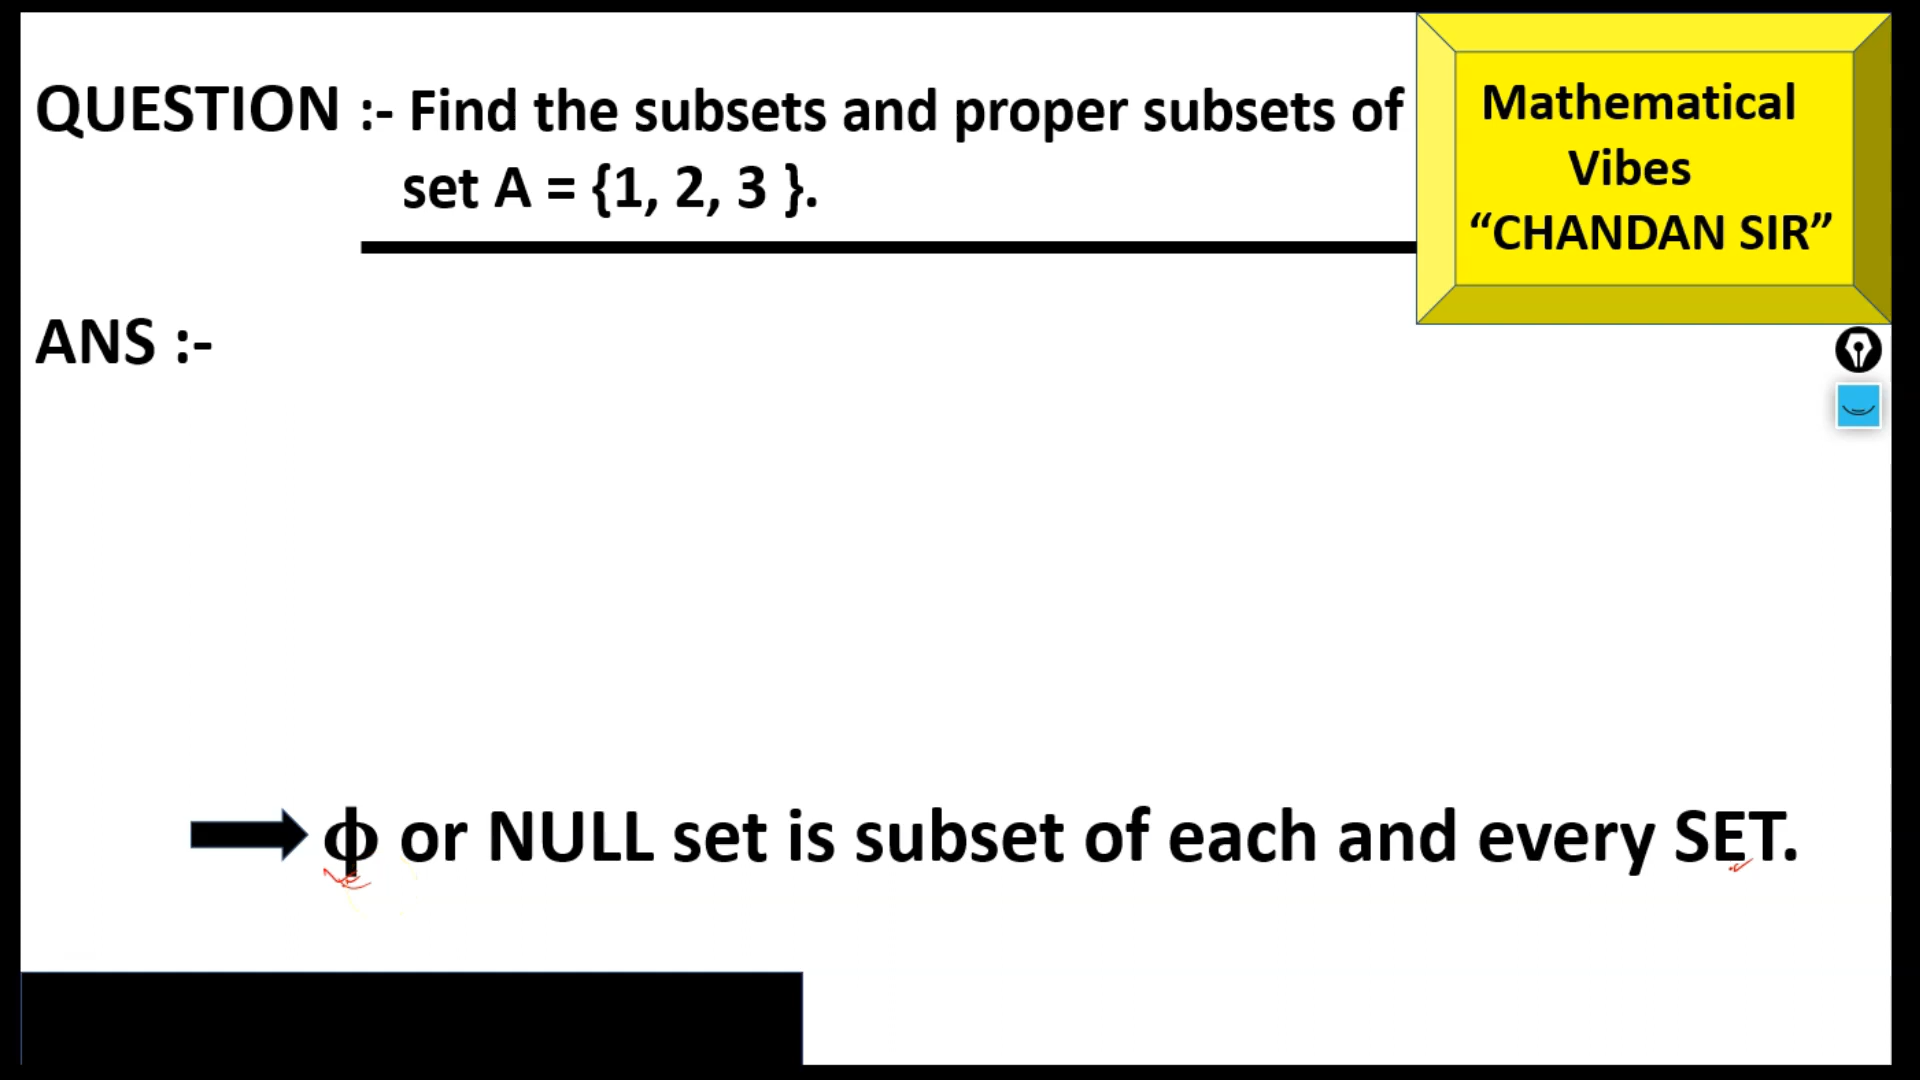 QUESTION :- Find the subsets and proper subsets of
set A = {1, 2, 3 }.
Mathematical
Vibes
“CHANDAN SIR”
ANS :-
ϕ or NULL set is subset of each and every SET.